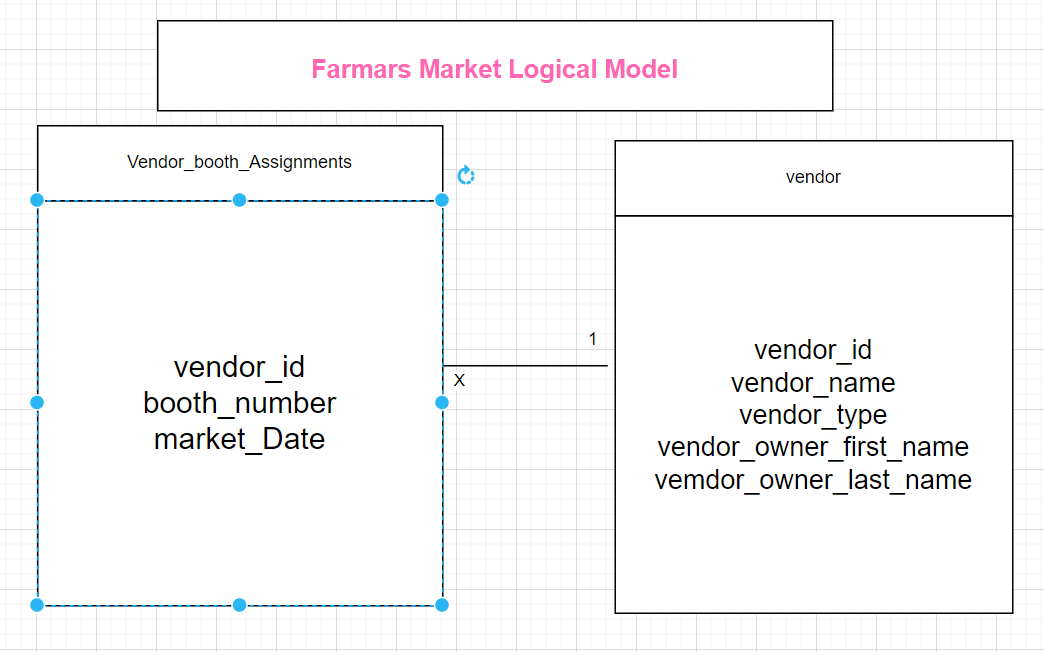 Farmars Market Logical Model
Vendor_booth_Assignments
vendor_id
booth_number
market_Date
X
1
vendor
vendor_id
vendor_name
vendor_type
vendor_owner_first_name
vemdor_owner_last_name